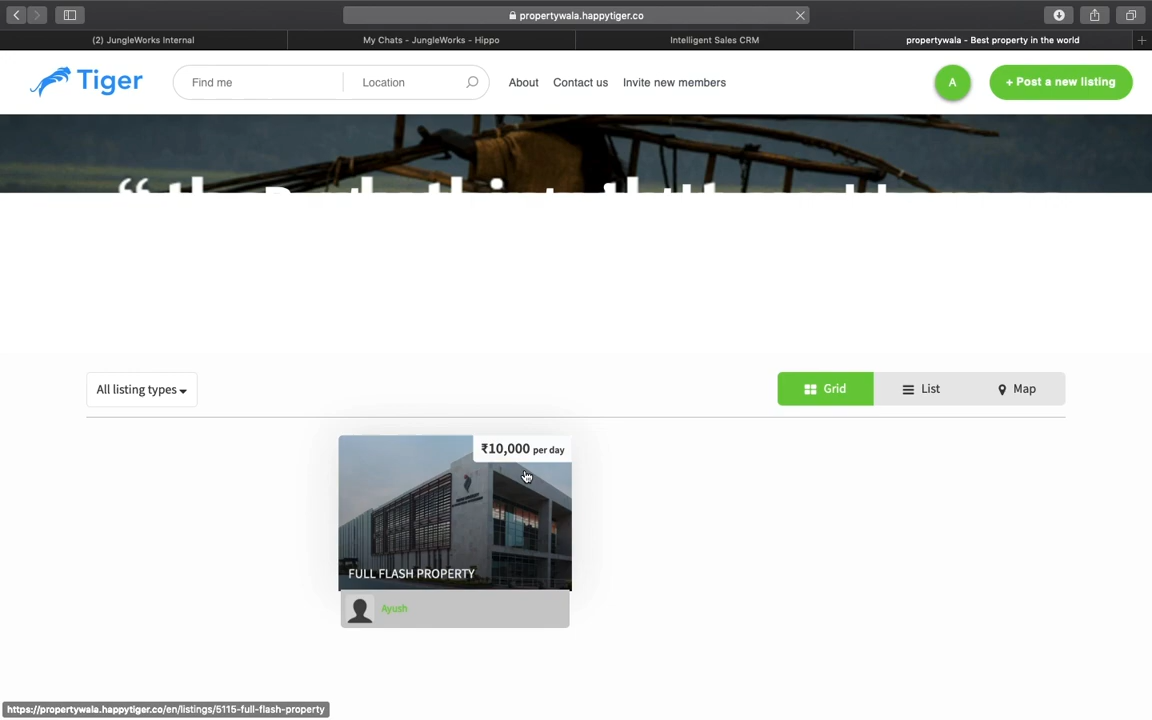 propertywala.happytiger.co
(2) JungleWorks Internal
My Chats - JungleWorks - Hippo
Intelligent Sales CRM
propertywala - Best property in the world
Tiger
Find me
Location
About
Contact us
Invite new members
A
+ Post a new listing
All listing types
Grid
List
Map
₹10,000 per day
FULL FLASH PROPERTY
Ayush
https://propertywala.happytiger.co/en/listings/5115-full-flash-property